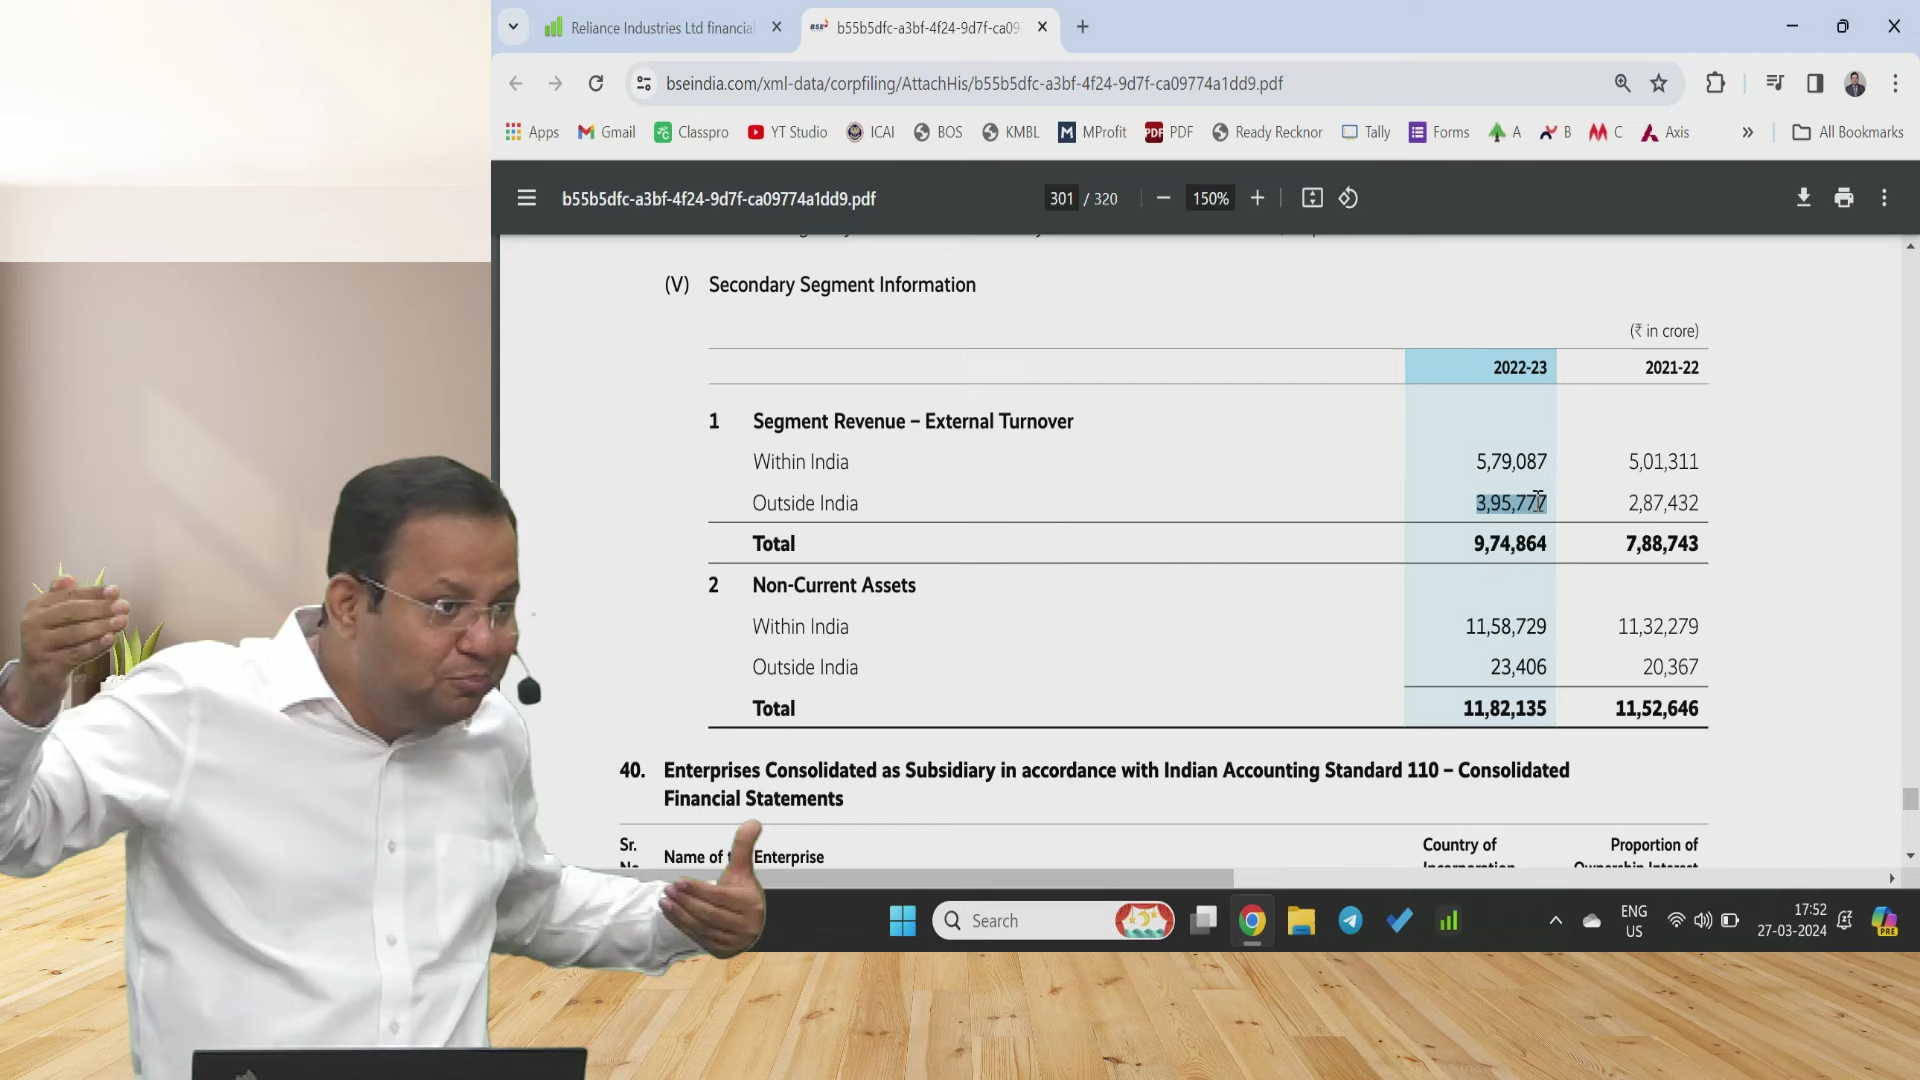 Reliance Industries Ltd financial
BSE
b55b5dfc-a3bf-4f24-9d7f-ca09
bseindia.com/xml-data/corpfiling/AttachHis/b55b5dfc-a3bf-4f24-9d7f-ca09774a1dd9.pdf
Apps Gmail Classpro YT Studio ICAI BOS KMBL MProfit PDF PDF Ready Recknor Tally Forms A B C Axis » All Bookmarks
b55b5dfc-a3bf-4f24-9d7f-ca09774a1dd9.pdf 301 / 320 150%
(V) Secondary Segment Information
(₹ in crore)
2022-23 2021-22
1 Segment Revenue – External Turnover
Within India 5,79,087 5,01,311
Outside India 3,95,777 2,87,432
Total 9,74,864 7,88,743
2 Non-Current Assets
Within India 11,58,729 11,32,279
Outside India 23,406 20,367
Total 11,82,135 11,52,646
40. Enterprises Consolidated as Subsidiary in accordance with Indian Accounting Standard 110 – Consolidated
Financial Statements
Sr. Name of Enterprise Country of Proportion of
Search
ENG
US
17:52
27-03-2024
PRE